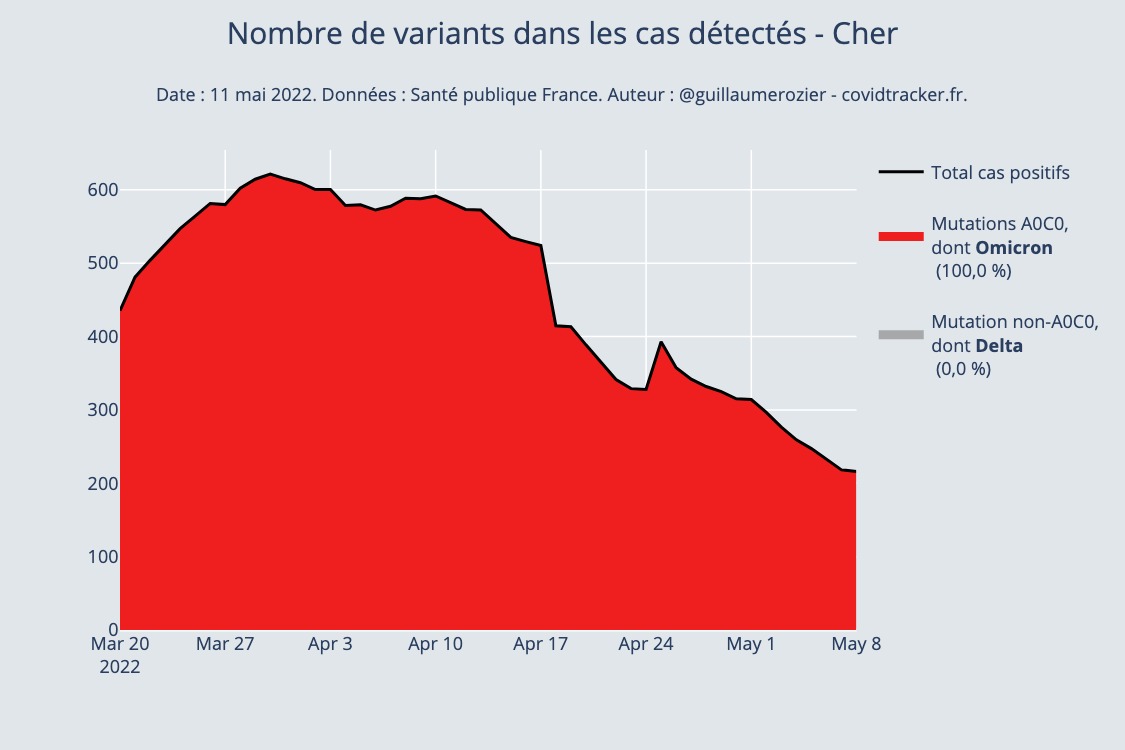 Nombre de variants dans les cas détectés - Cher
Date : 11 mai 2022. Données : Santé publique France. Auteur : @guillaumerozier - covidtracker.fr.
600
500
400
300
200
100
0
Mar 20
2022
Mar 27
Apr 3
Apr 10
Apr 17
Apr 24
May 1
May 8
Total cas positifs
Mutations A0C0,
dont Omicron
(100,0 %)
Mutation non-A0C0,
dont Delta
(0,0 %)